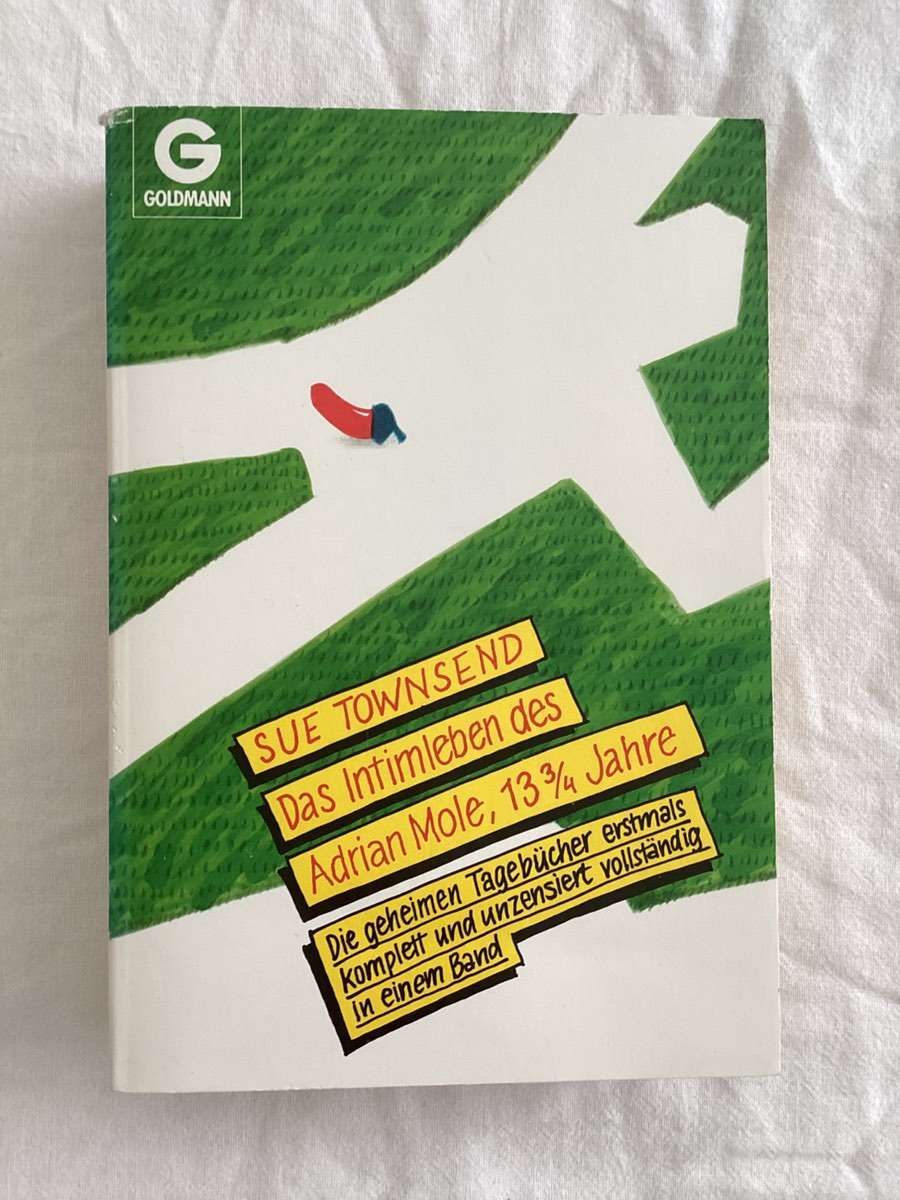 G
GOLDMANN
SUE TOWNSEND
Das Intimleben des
Adrian Mole, 13 3/4 Jahre
Die geheimen Tagebücher erstmals
komplett und unzensiert vollständig
in einem Band